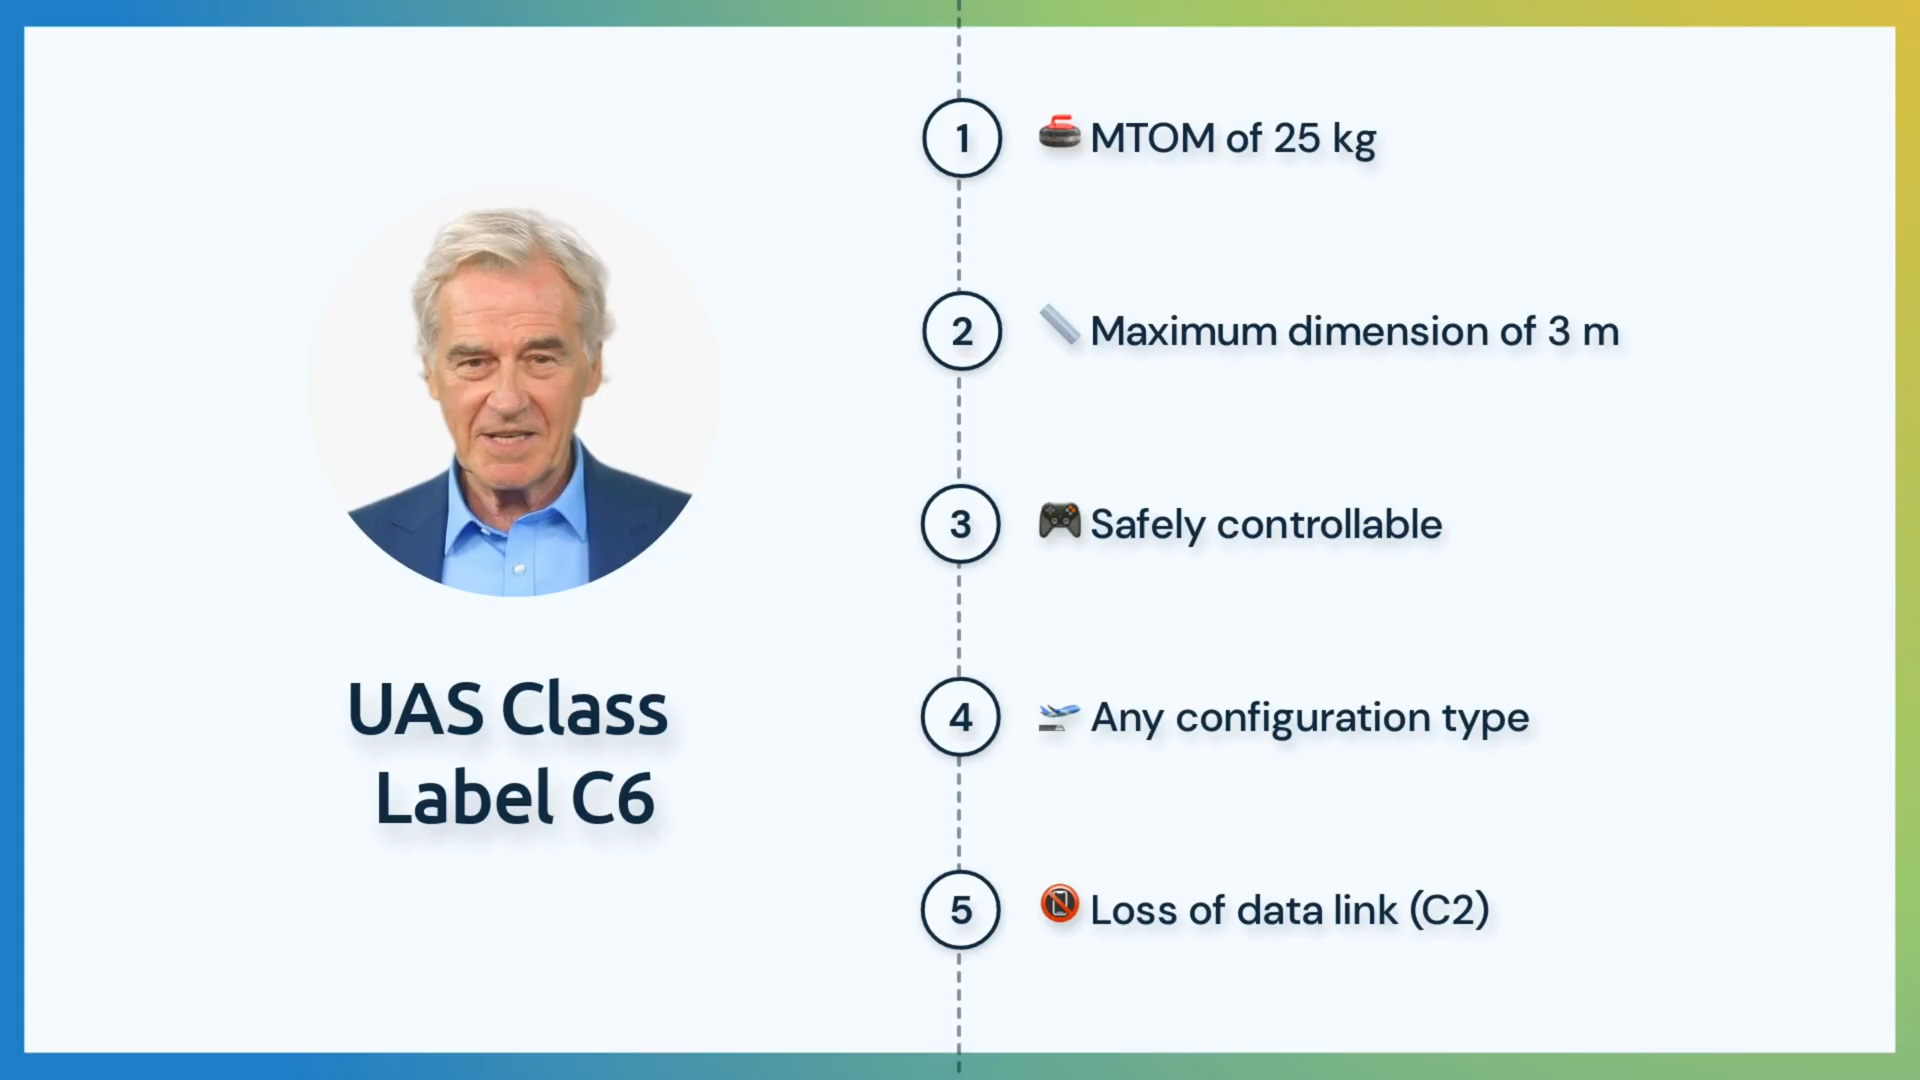 UAS Class
Label C6
1 MTOM of 25 kg
2 Maximum dimension of 3 m
3 Safely controllable
4 Any configuration type
5 Loss of data link (C2)